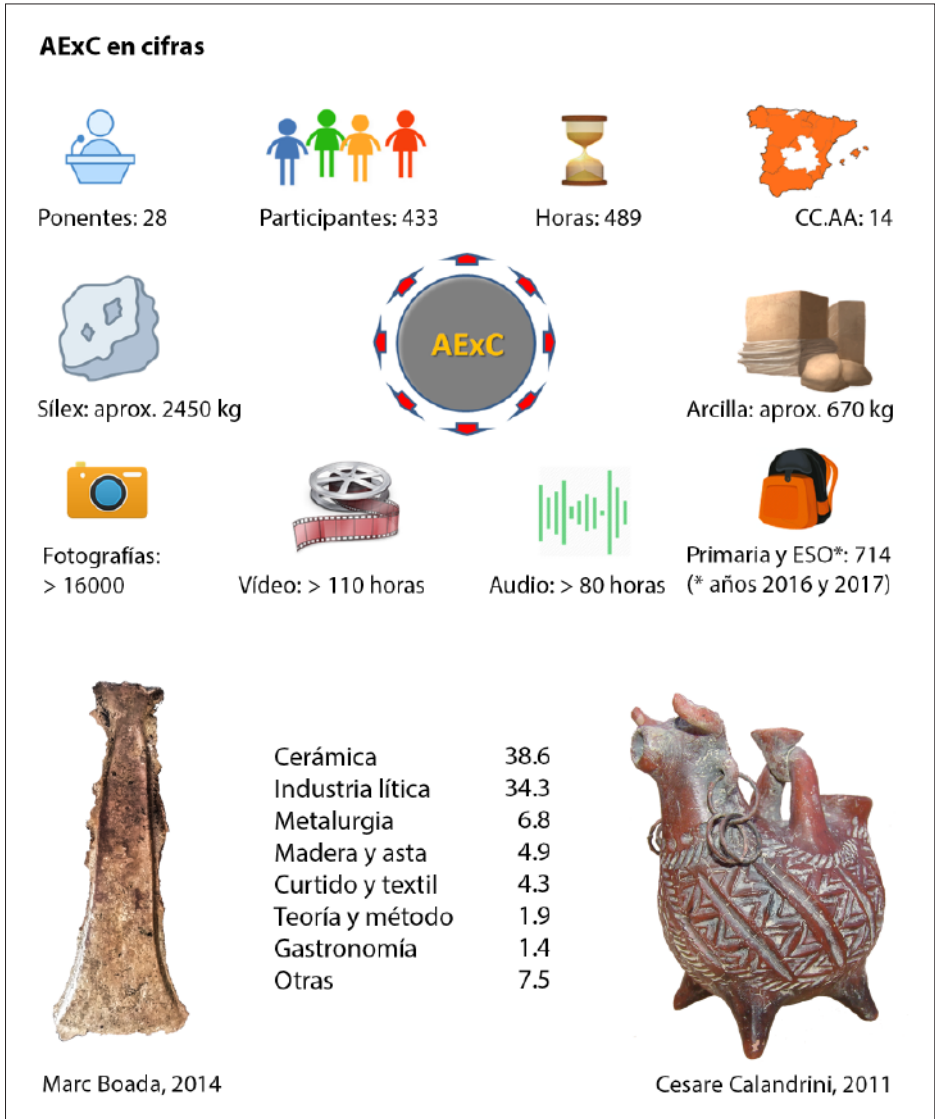 AExC en cifras
Ponentes: 28
Participantes: 433
Horas: 489
CC.AA: 14
AExC
Sílex: aprox. 2450 kg
Arcilla: aprox. 670 kg
Fotografías:
> 16000
Vídeo: > 110 horas
Audio: > 80 horas
Primaria y ESO*: 714
(* años 2016 y 2017)
Cerámica 38.6
Industria lítica 34.3
Metalurgia 6.8
Madera y asta 4.9
Curtido y textil 4.3
Teoría y método 1.9
Gastronomía 1.4
Otras 7.5
Marc Boada, 2014
Cesare Calandrini, 2011